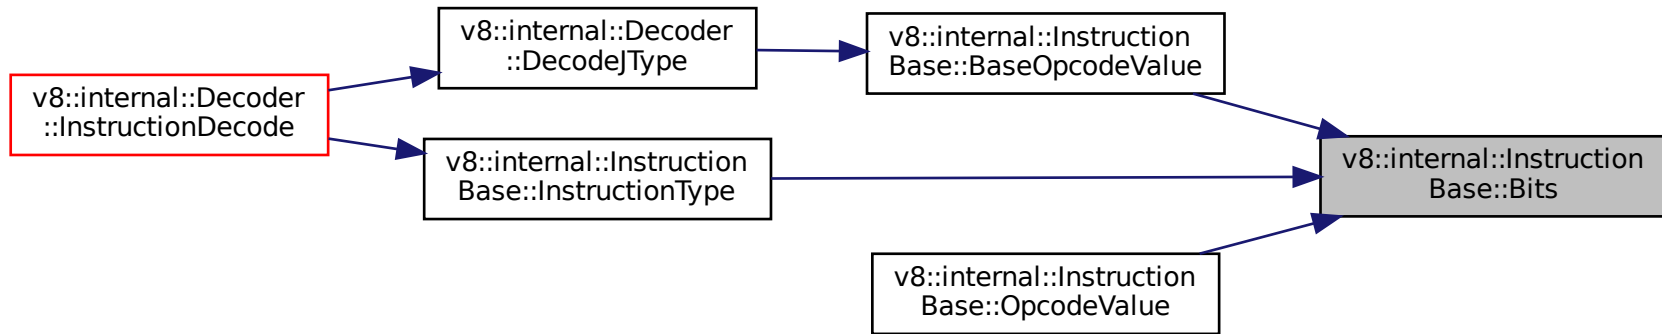 v8::internal::Decoder
::InstructionDecode
v8::internal::Decoder
::DecodeJType
v8::internal::Instruction
Base::InstructionType
v8::internal::Instruction
Base::BaseOpcodeValue
v8::internal::Instruction
Base::OpcodeValue
v8::internal::Instruction
Base::Bits